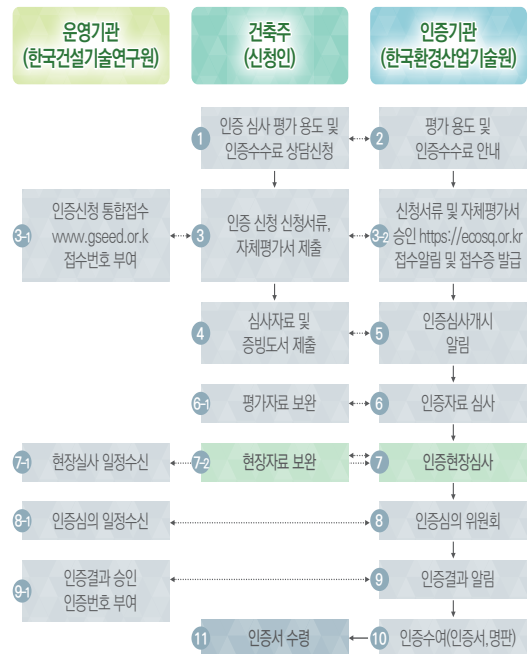 운영기관
(한국건설기술연구원)
건축주
(신청인)
인증기관
(한국환경산업기술원)
1
인증 심사 평가 용도 및
인증수수료 상담신청
2
평가 용도 및
인증수수료 안내
3-1
인증신청 통합접수
www.gseed.or.k
접수번호 부여
3
인증 신청 신청서류,
자체평가서 제출
3-2
신청서류 및 자체평가서
승인 https://ecosq.or.kr
접수알림 및 접수증 발급
4
심사자료 및
증빙도서 제출
5
인증심사개시
알림
6-1
평가자료 보완
6
인증자료 심사
7-1
현장실사 일정수신
7-2
현장자료 보완
7
인증현장심사
8-1
인증심의 일정수신
8
인증심의 위원회
9-1
인증결과 승인
인증번호 부여
9
인증결과 알림
11
인증서 수령
10
인증수여(인증서,명판)